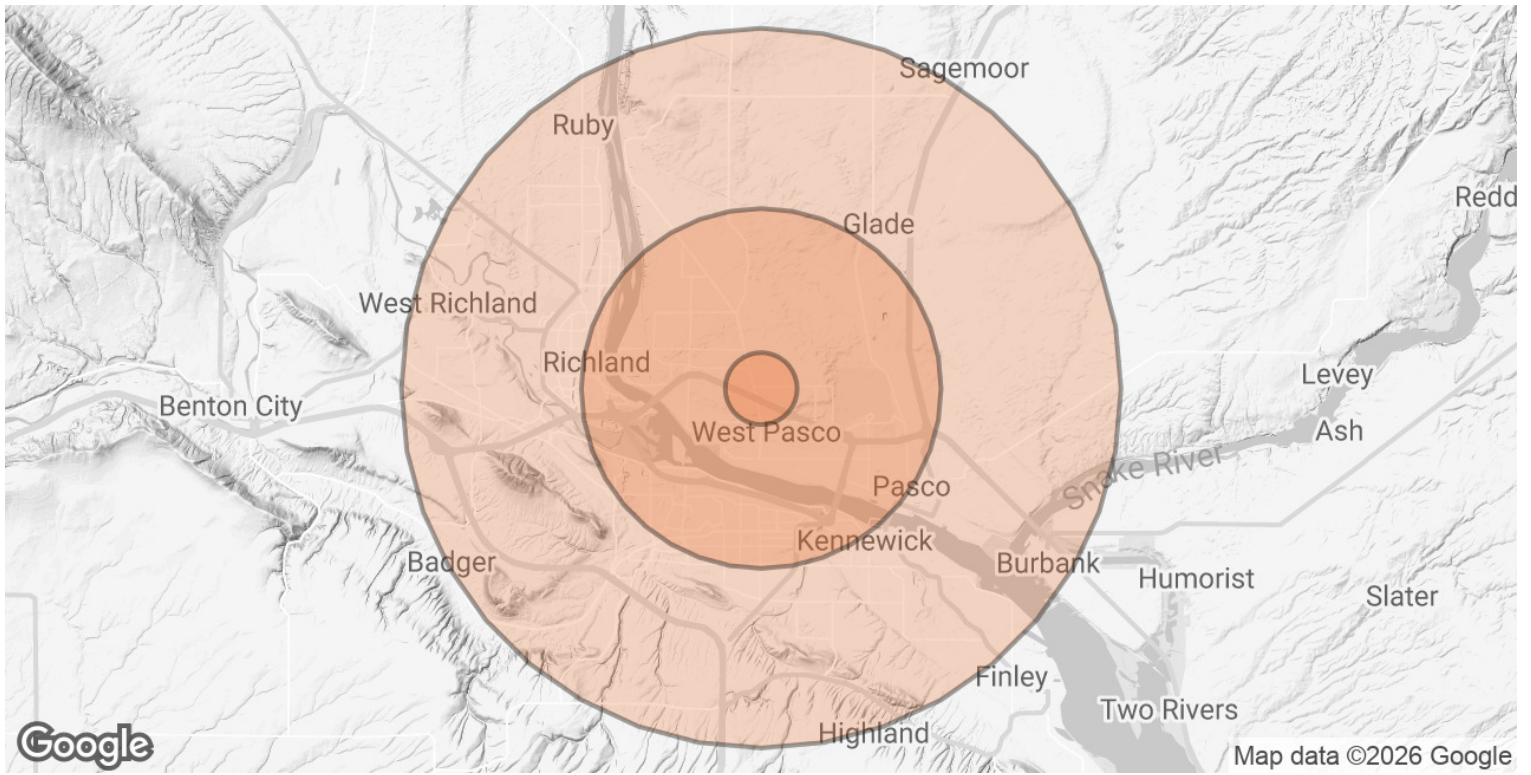 Sagemoor
Ruby
Redd
Glade
West Richland
Richland
Levey
Benton City
West Pasco
Ash
Snake River
Pasco
Kennewick
Badger
Burbank
Humorist
Slater
Finley
Two Rivers
Highland
Google
Map data ©2026 Google